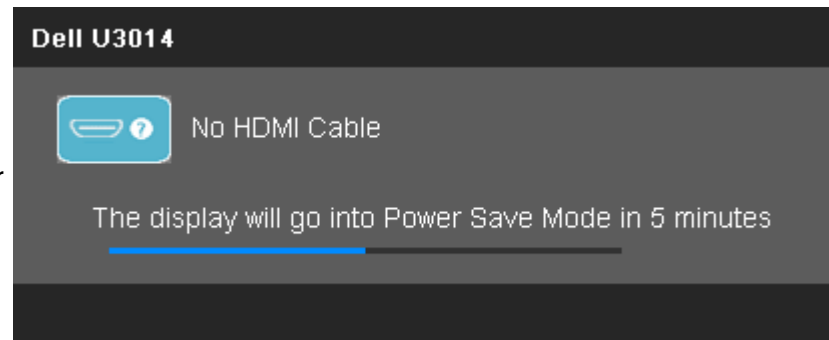 Dell U3014
No HDMI Cable
The display will go into Power Save Mode in 5 minutes